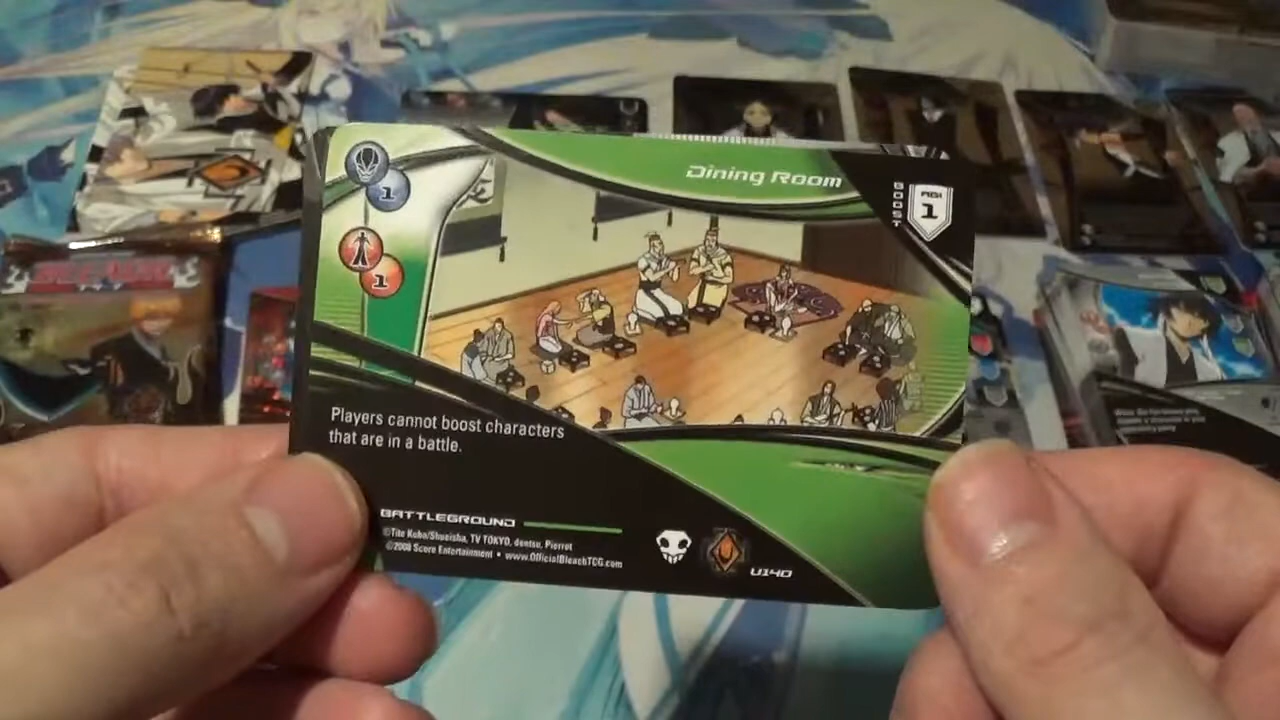 Dining Room
BOOST
1
1
1
Players cannot boost characters
that are in a battle.
BATTLEGROUND
©Tite Kubo/Shueisha, TV TOKYO, dentsu, Pierrot
©2008 Score Entertainment • www.OfficialBleachTCG.com
U140